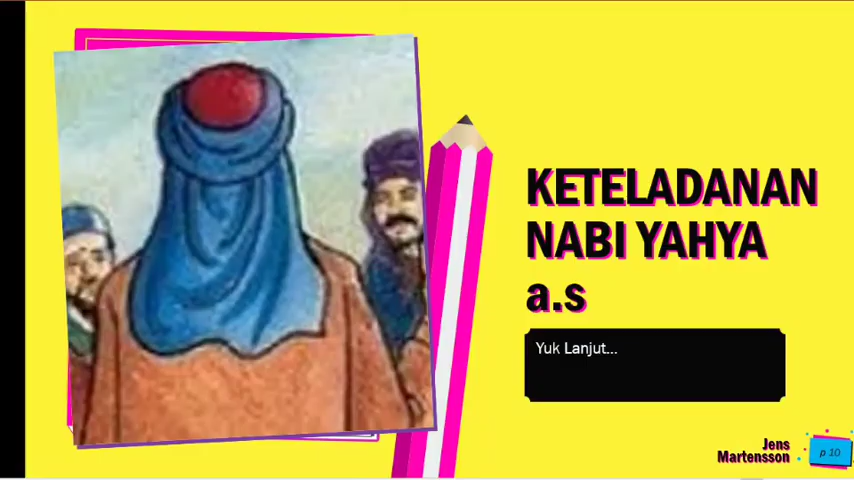 KETELADANAN
NABI YAHYA
a.s
Yuk Lanjut...
Jens
Martensson
p 10